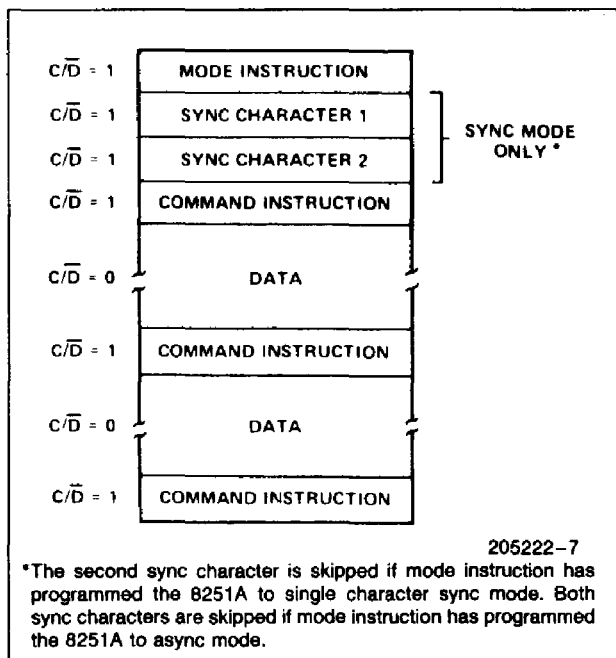 C/D̅ = 1 MODE INSTRUCTION
C/D̅ = 1 SYNC CHARACTER 1
SYNC MODE
ONLY *
C/D̅ = 1 SYNC CHARACTER 2
C/D̅ = 1 COMMAND INSTRUCTION
C/D̅ = 0 DATA
C/D̅ = 1 COMMAND INSTRUCTION
C/D̅ = 0 DATA
C/D̅ = 1 COMMAND INSTRUCTION
205222-7
*The second sync character is skipped if mode instruction has
programmed the 8251A to single character sync mode. Both
sync characters are skipped if mode instruction has programmed
the 8251A to async mode.